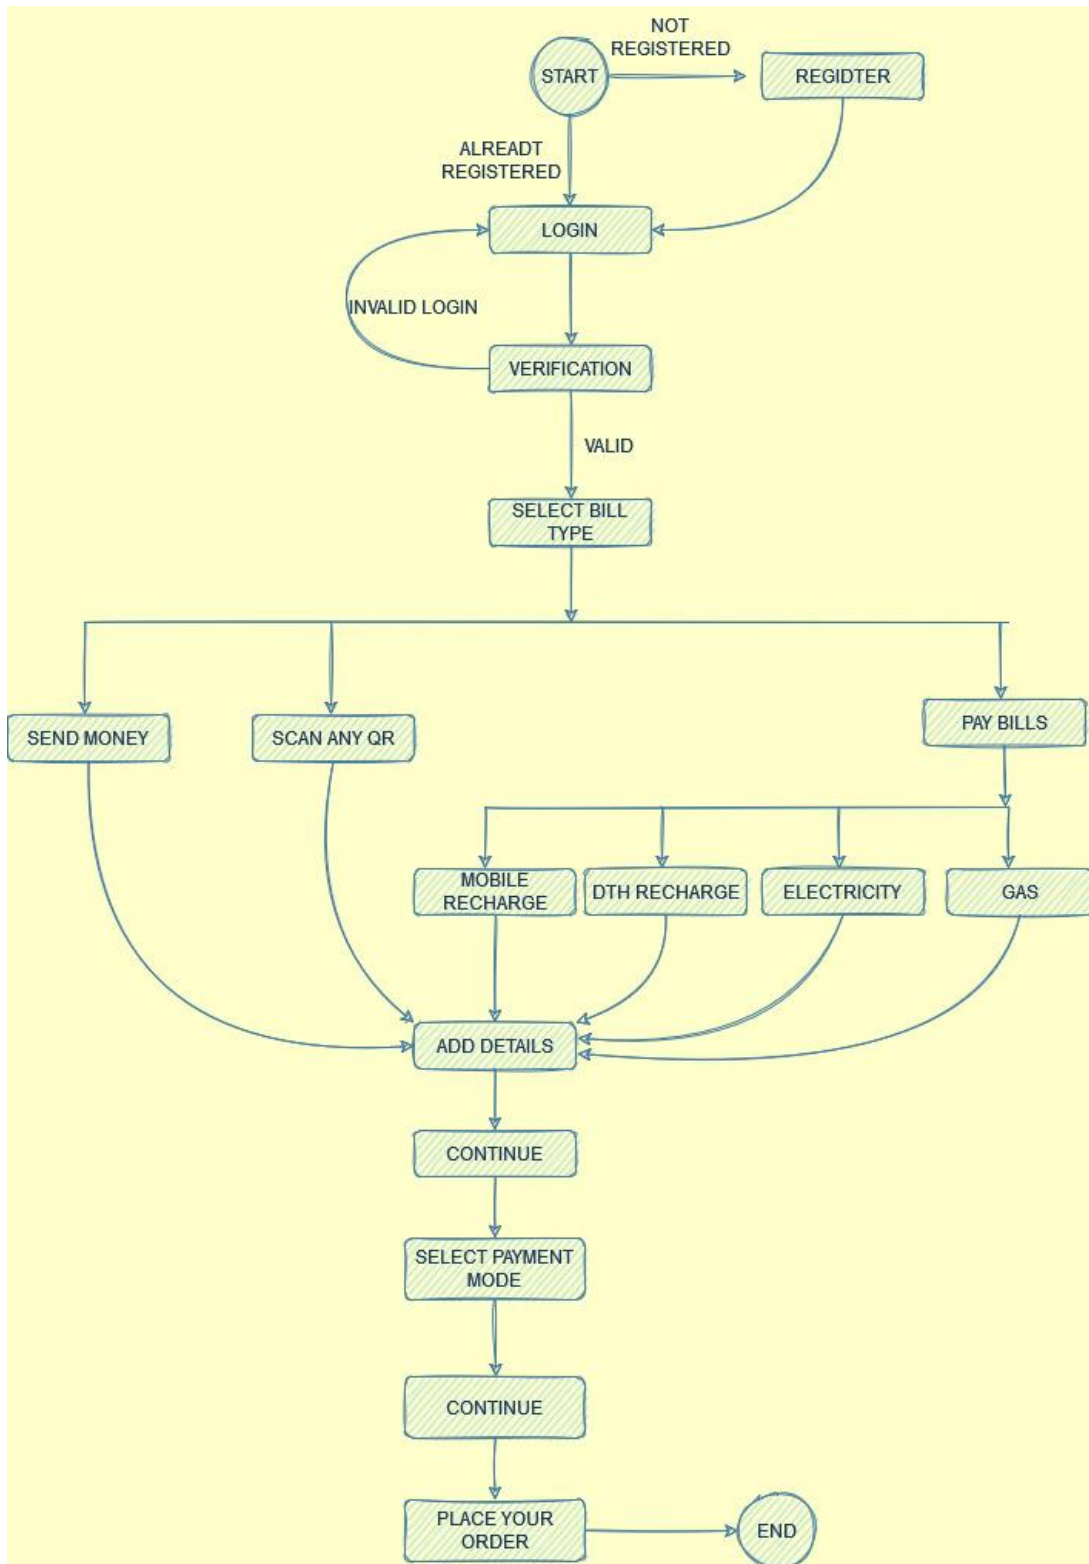 NOT
REGISTERED
START
REGIDTER
ALREADT
REGISTERED
LOGIN
INVALID LOGIN
VERIFICATION
VALID
SELECT BILL
TYPE
SEND MONEY
SCAN ANY QR
PAY BILLS
MOBILE
RECHARGE
DTH RECHARGE
ELECTRICITY
GAS
ADD DETAILS
CONTINUE
SELECT PAYMENT
MODE
CONTINUE
PLACE YOUR
ORDER
END